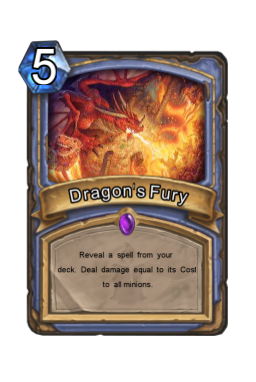 5
Dragon's Fury
Reveal a spell from your
deck. Deal damage equal to its Cost
to all minions.